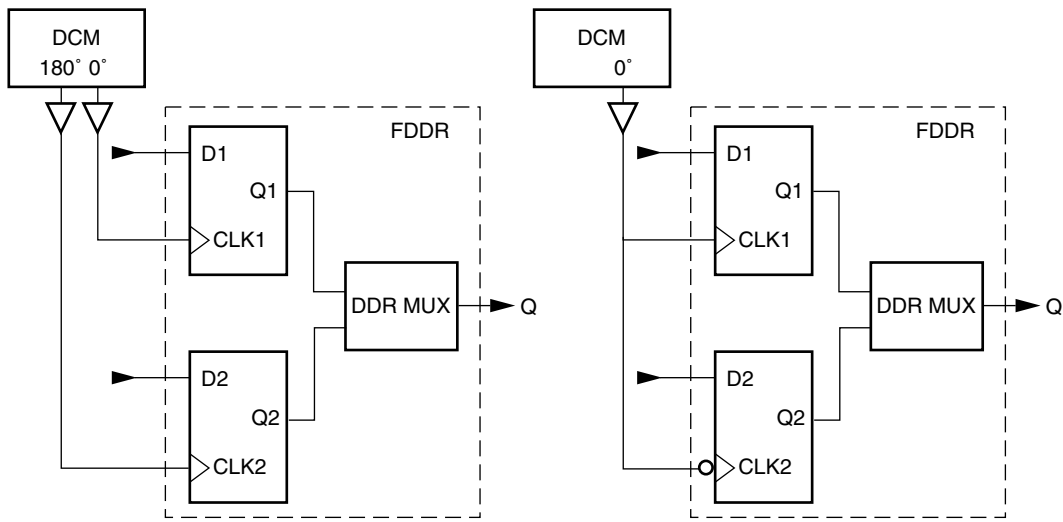 DCM
180° 0°
FDDR
D1
Q1
CLK1
DDR MUX
Q
D2
Q2
CLK2
DCM
0°
FDDR
D1
Q1
CLK1
DDR MUX
Q
D2
Q2
CLK2